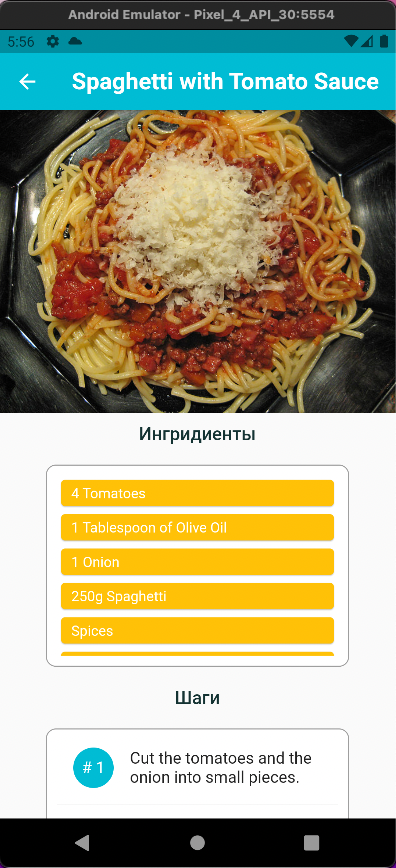 Android Emulator - Pixel_4_API_30:5554
5:56
Spaghetti with Tomato Sauce
Ингридиенты
4 Tomatoes
1 Tablespoon of Olive Oil
1 Onion
250g Spaghetti
Spices
Шаги
# 1
Cut the tomatoes and the
onion into small pieces.